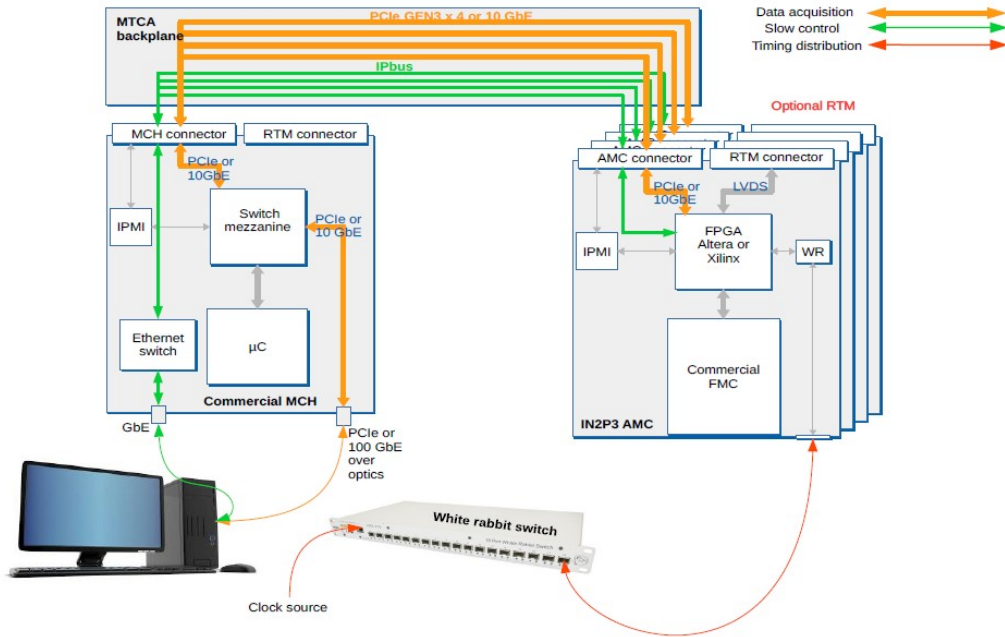 MTCA
backplane
PCIe GEN3 x 4 or 10 GbE
IPbus
Data acquisition
Slow control
Timing distribution
Optional RTM
MCH connector
RTM connector
PCIe or
10GbE
IPMI
Switch
mezzanine
PCIe or
10 GbE
Ethernet
switch
µC
Commercial MCH
GbE
PCIe or
100 GbE
over
optics
AMC connector
RTM connector
PCIe or
10GbE
LVDS
IPMI
FPGA
Altera or
Xilinx
WR
Commercial
FMC
IN2P3 AMC
White rabbit switch
Clock source